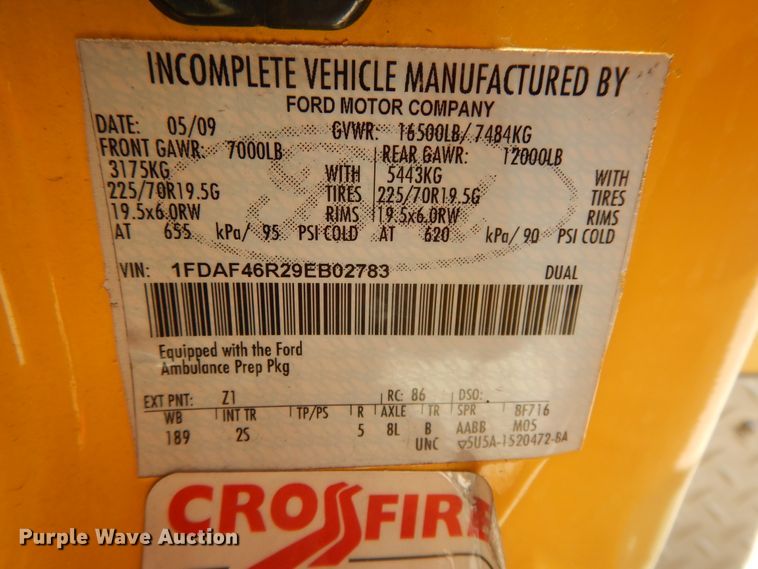 INCOMPLETE VEHICLE MANUFACTURED BY
FORD MOTOR COMPANY
DATE: 05/09 GVWR: 16500LB/ 7484KG
FRONT GAWR: 7000LB REAR GAWR: 12000LB
3175KG WITH 5443KG WITH
225/70R19.5G TIRES 225/70R19.5G TIRES
19.5x6.0RW RIMS 19.5x6.0RW RIMS
AT 655 kPa/ 95 PSI COLD AT 620 kPa/ 90 PSI COLD
VIN: 1FDAF46R29EB02783 DUAL
Equipped with the Ford
Ambulance Prep Pkg
EXT PNT: Z1 RC: 86 DSO:
WB INT TR TP/PS R AXLE TR SPR 8F716
189 2S 5 8L B AABB M05
UNC ▽5U5A-1520472-BA
CROSSFIRE
Purple Wave Auction